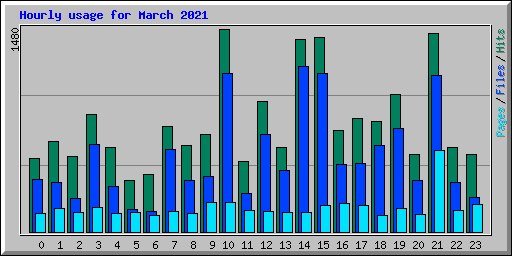 Hourly usage for March 2021
1480
Pages/Files/Hits
0 1 2 3 4 5 6 7 8 9 10 11 12 13 14 15 16 17 18 19 20 21 22 23